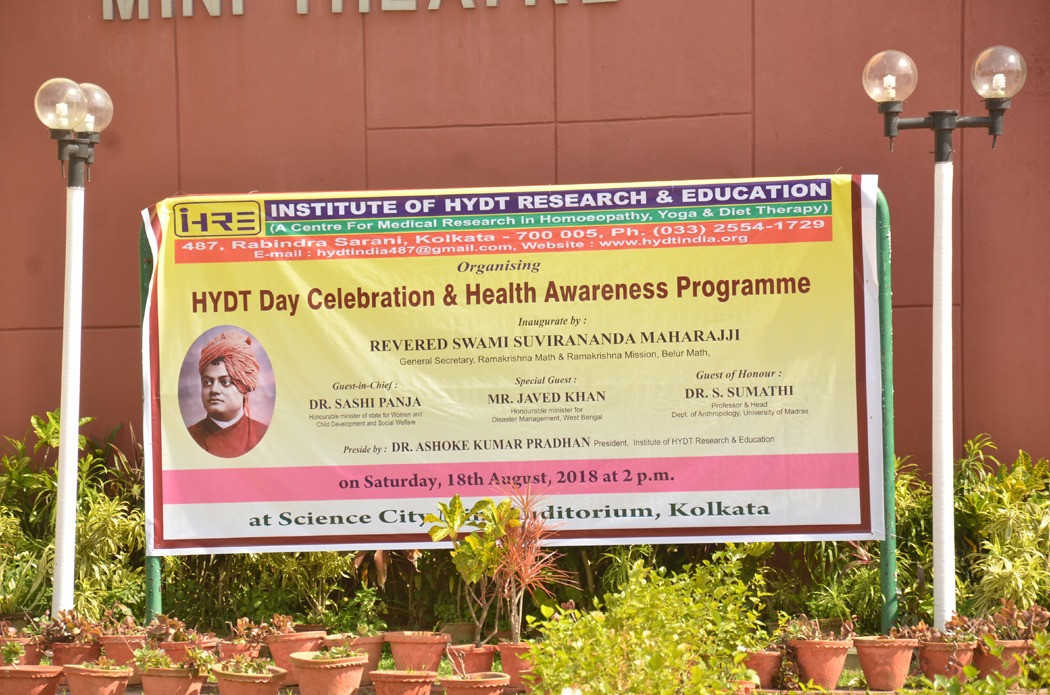 MINI THEATRE
iHRE
INSTITUTE OF HYDT RESEARCH & EDUCATION
(A Centre For Medical Research in Homoeopathy, Yoga & Diet Therapy)
487, Rabindra Sarani, Kolkata - 700 005, Ph. (033) 2554-1729
E-mail : hydtindia487@gmail.com, Website : www.hydtindia.org
Organising
HYDT Day Celebration & Health Awareness Programme
Inaugurate by :
REVERED SWAMI SUVIRANANDA MAHARAJJI
General Secretary, Ramakrishna Math & Ramakrishna Mission, Belur Math,
Guest-in-Chief :
DR. SASHI PANJA
Honourable minister of state for Women and
Child Development and Social Welfare
Special Guest :
MR. JAVED KHAN
Honourable minister for
Disaster Management, West Bengal
Guest of Honour :
DR. S. SUMATHI
Professor & Head
Dept. of Anthropology, University of Madras
Preside by : DR. ASHOKE KUMAR PRADHAN President, Institute of HYDT Research & Education
on Saturday, 18th August, 2018 at 2 p.m.
at Science City Auditorium, Kolkata